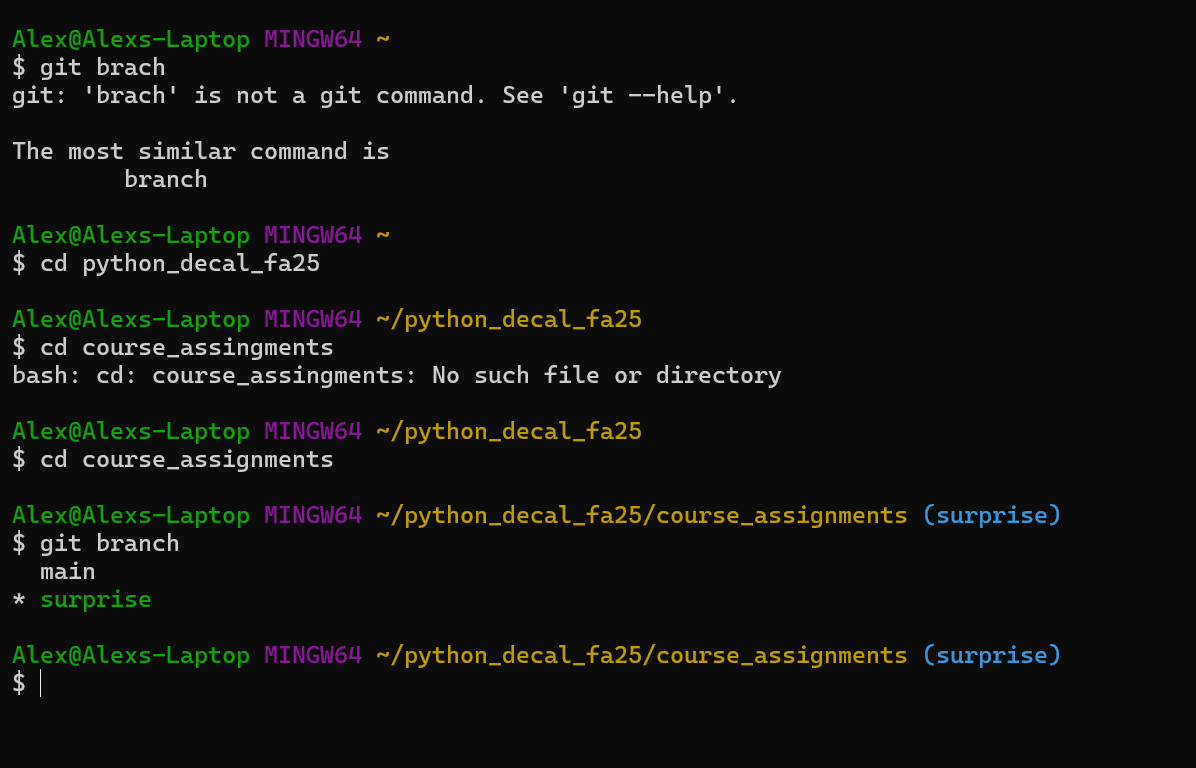 Alex@Alexs-Laptop MINGW64 ~
$ git brach
git: 'brach' is not a git command. See 'git --help'.
The most similar command is
branch
Alex@Alexs-Laptop MINGW64 ~
$ cd python_decal_fa25
Alex@Alexs-Laptop MINGW64 ~/python_decal_fa25
$ cd course_assingments
bash: cd: course_assingments: No such file or directory
Alex@Alexs-Laptop MINGW64 ~/python_decal_fa25
$ cd course_assignments
Alex@Alexs-Laptop MINGW64 ~/python_decal_fa25/course_assignments (surprise)
$ git branch
main
* surprise
Alex@Alexs-Laptop MINGW64 ~/python_decal_fa25/course_assignments (surprise)
$